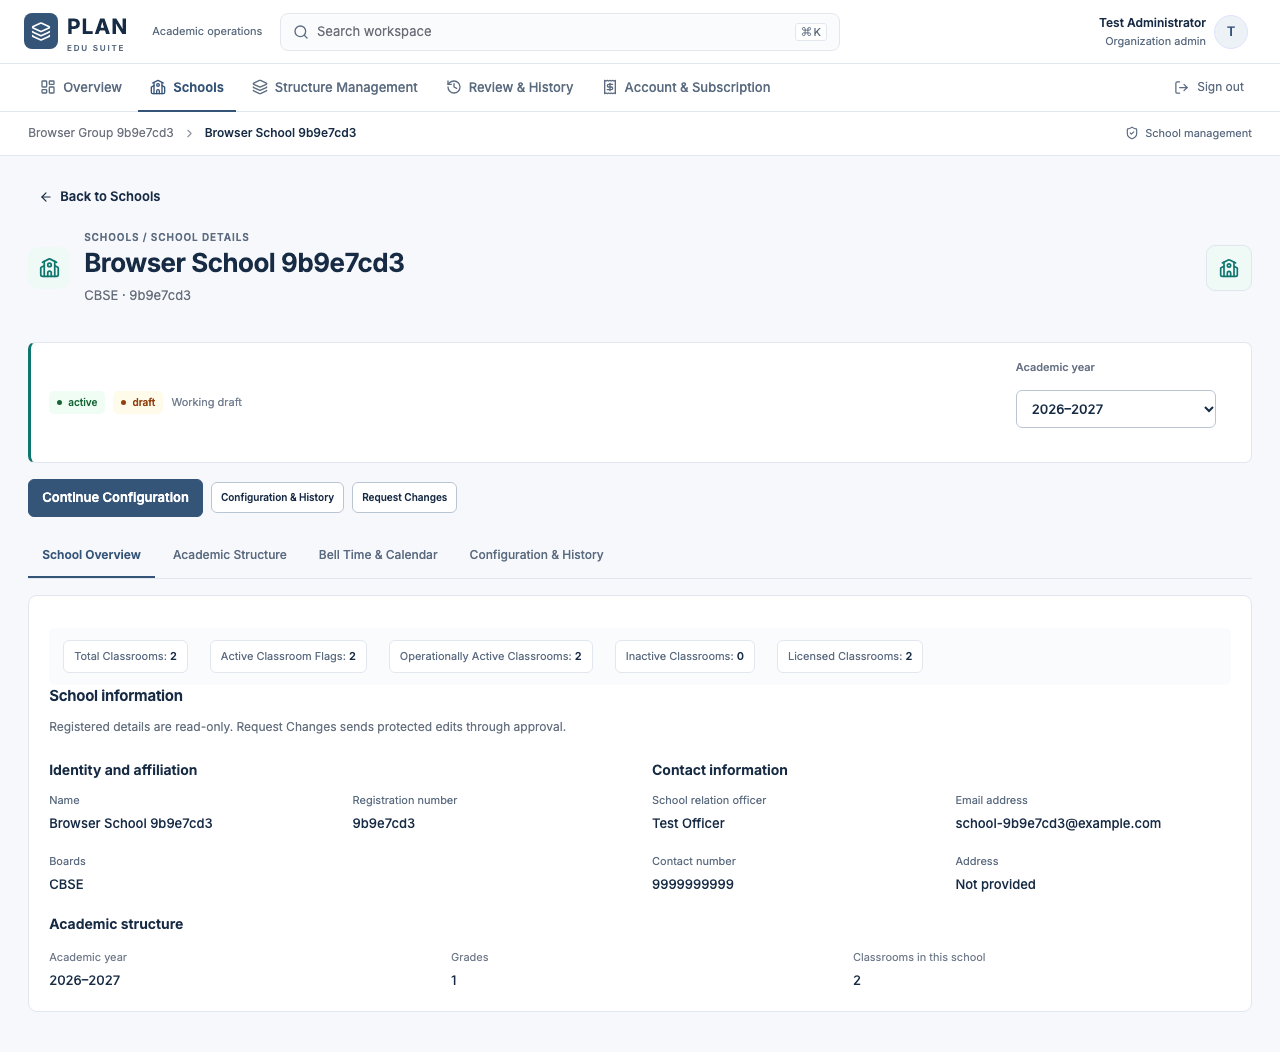 PLAN
EDU SUITE
Academic operations
Search workspace
⌘K
Test Administrator
Organization admin
T
Overview
Schools
Structure Management
Review & History
Account & Subscription
Sign out
Browser Group 9b9e7cd3
Browser School 9b9e7cd3
School management
Back to Schools
SCHOOLS / SCHOOL DETAILS
Browser School 9b9e7cd3
CBSE · 9b9e7cd3
active
draft
Working draft
Academic year
2026–2027
Continue Configuration
Configuration & History
Request Changes
School Overview
Academic Structure
Bell Time & Calendar
Configuration & History
Total Classrooms: 2
Active Classroom Flags: 2
Operationally Active Classrooms: 2
Inactive Classrooms: 0
Licensed Classrooms: 2
School information
Registered details are read-only. Request Changes sends protected edits through approval.
Identity and affiliation
Name
Browser School 9b9e7cd3
Registration number
9b9e7cd3
Boards
CBSE
Contact information
School relation officer
Test Officer
Email address
school-9b9e7cd3@example.com
Contact number
9999999999
Address
Not provided
Academic structure
Academic year
2026–2027
Grades
1
Classrooms in this school
2